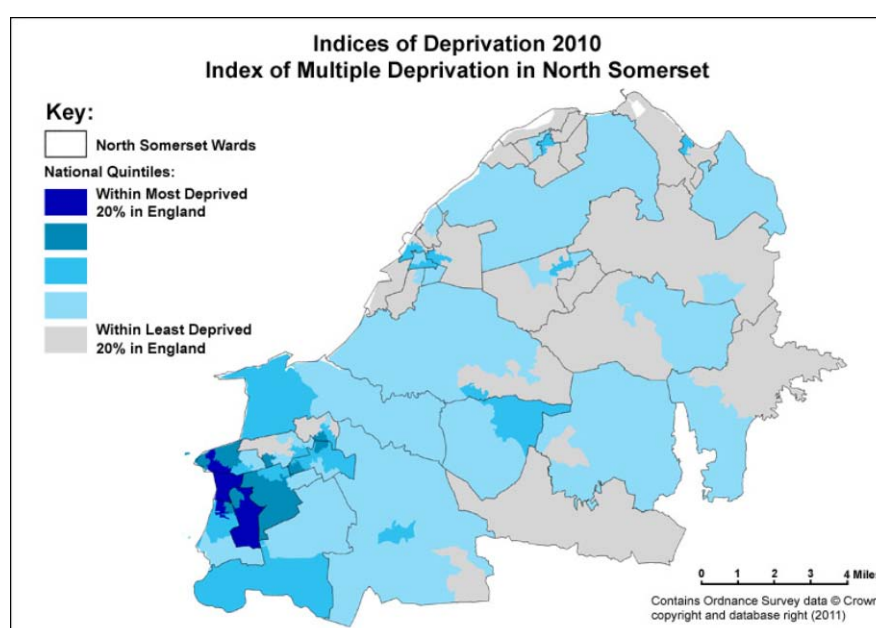 Indices of Deprivation 2010
Index of Multiple Deprivation in North Somerset
Key:
North Somerset Wards
National Quintiles:
Within Most Deprived
20% in England
Within Least Deprived
20% in England
0 1 2 3 4 Miles
Contains Ordnance Survey data © Crown
copyright and database right (2011)